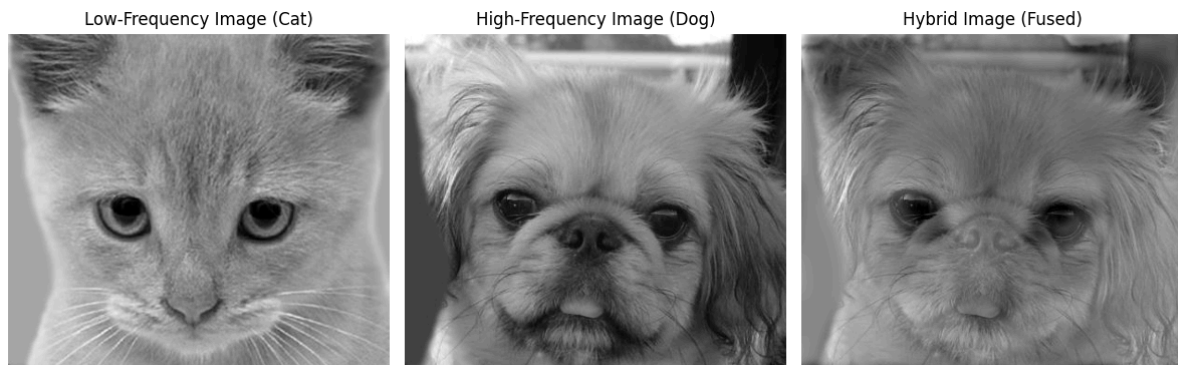 Low-Frequency Image (Cat)
High-Frequency Image (Dog)
Hybrid Image (Fused)